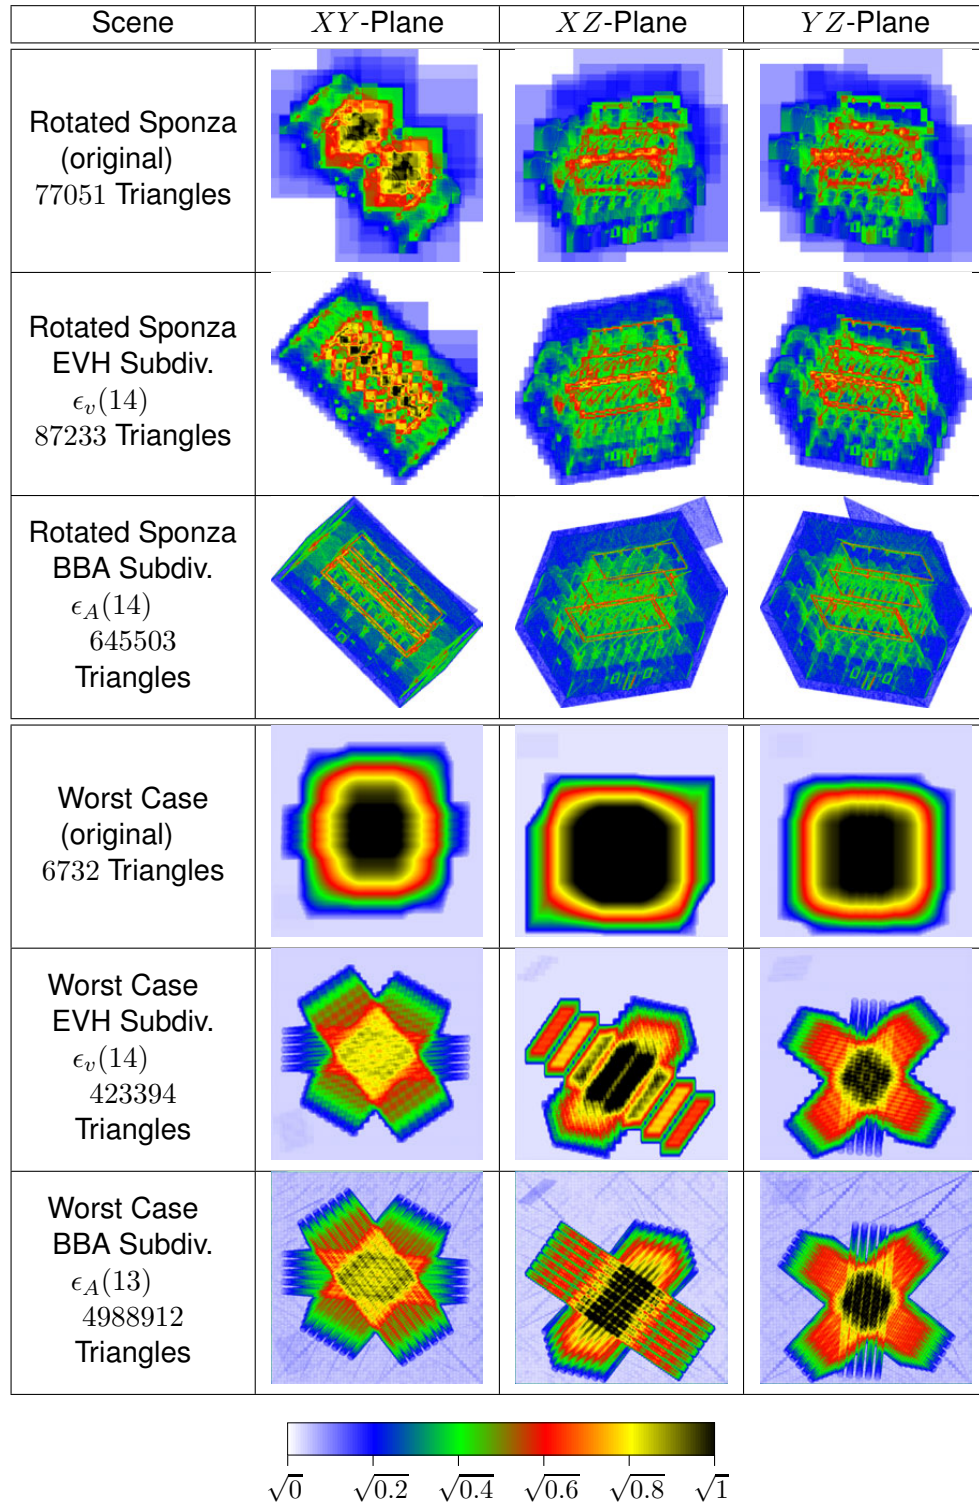 Scene XY-Plane XZ-Plane YZ-Plane
Rotated Sponza
(original)
77051 Triangles
Rotated Sponza
EVH Subdiv.
ϵv(14)
87233 Triangles
Rotated Sponza
BBA Subdiv.
ϵA(14)
645503
Triangles
Worst Case
(original)
6732 Triangles
Worst Case
EVH Subdiv.
ϵv(14)
423394
Triangles
Worst Case
BBA Subdiv.
ϵA(13)
4988912
Triangles
√0 √0.2 √0.4 √0.6 √0.8 √1